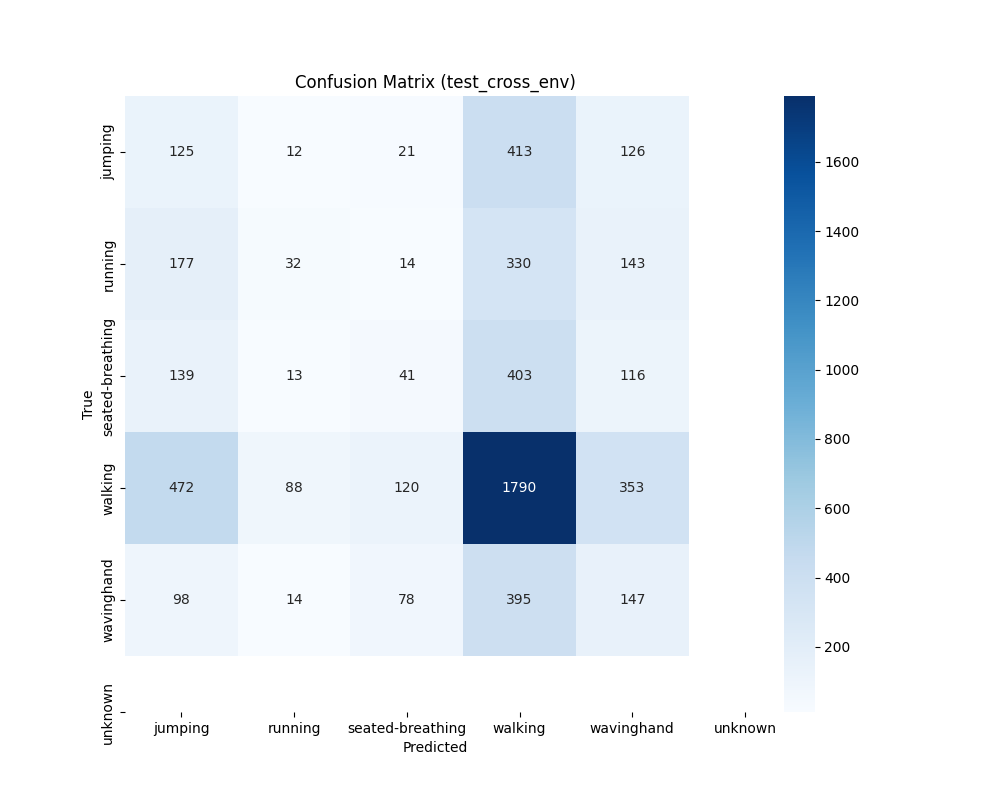 Confusion Matrix (test_cross_env)
jumping 125 12 21 413 126
running 177 32 14 330 143
seated-breathing 139 13 41 403 116
walking 472 88 120 1790 353
wavinghand 98 14 78 395 147
unknown
True
jumping running seated-breathing walking wavinghand unknown
Predicted
1600
1400
1200
1000
800
600
400
200